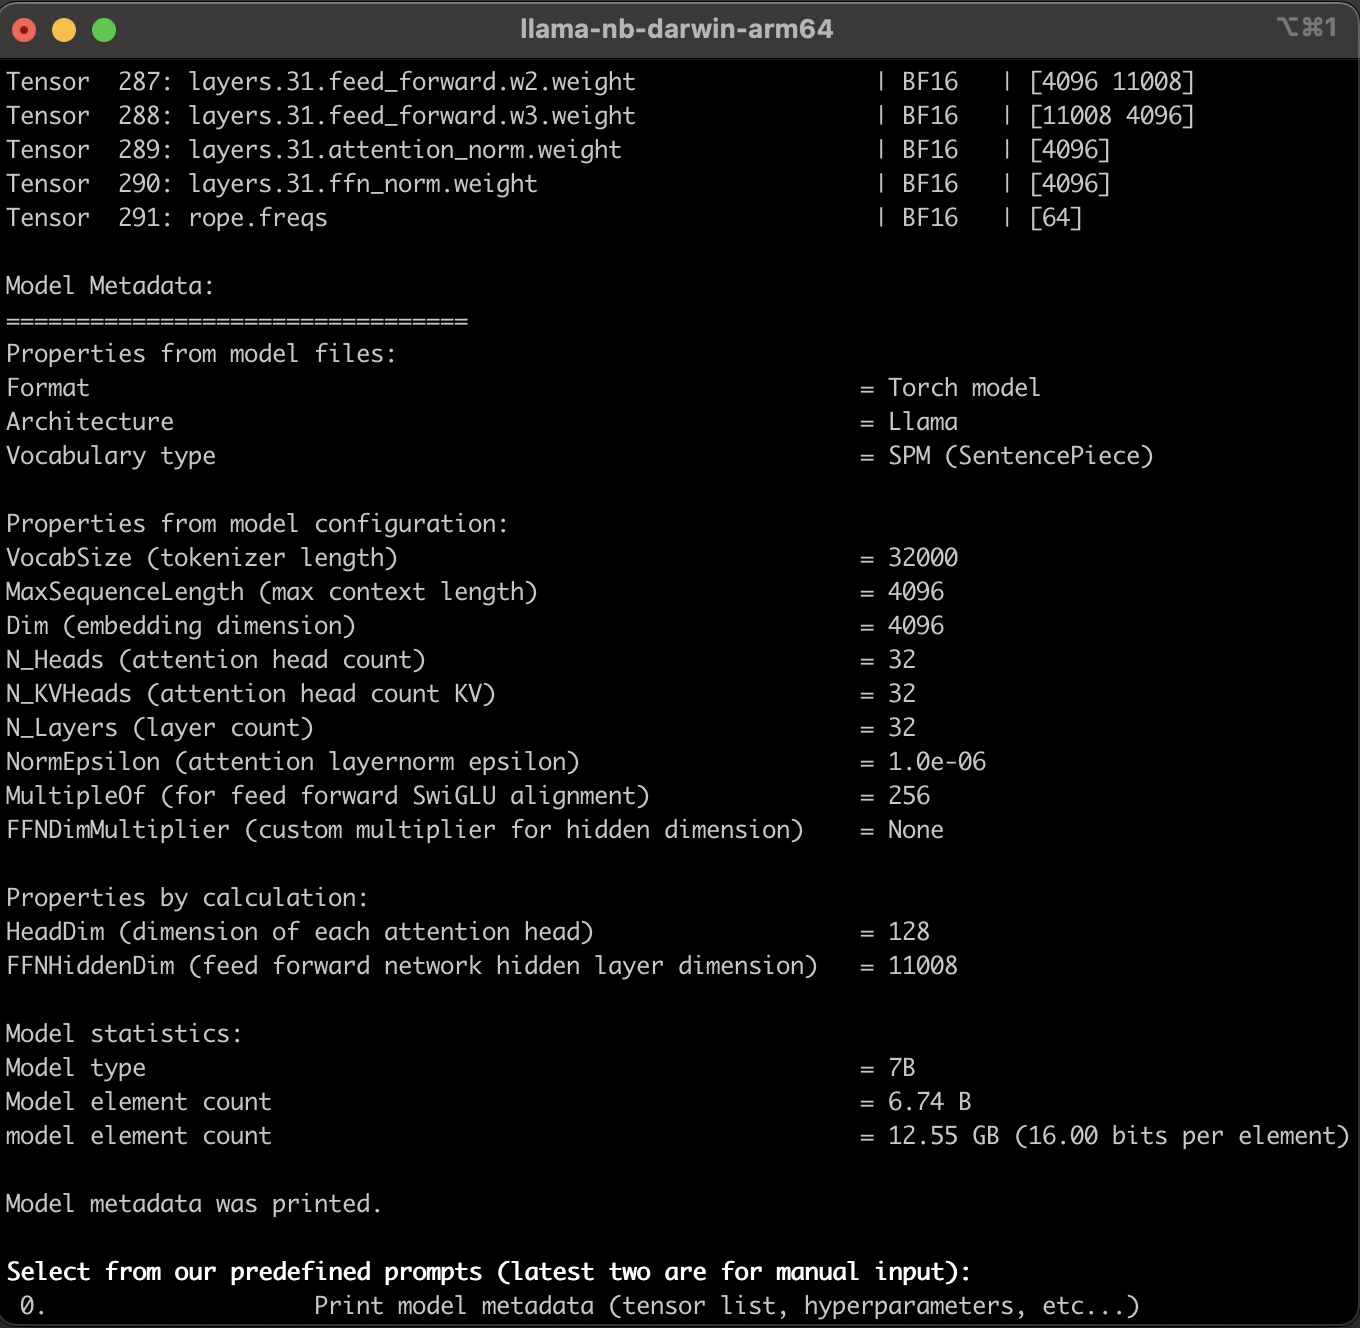 llama-nb-darwin-arm64 ⌥⌘1
Tensor  287: layers.31.feed_forward.w2.weight | BF16 | [4096 11008]
Tensor  288: layers.31.feed_forward.w3.weight | BF16 | [11008 4096]
Tensor  289: layers.31.attention_norm.weight | BF16 | [4096]
Tensor  290: layers.31.ffn_norm.weight | BF16 | [4096]
Tensor  291: rope.freqs | BF16 | [64]
Model Metadata:
=================================
Properties from model files:
Format = Torch model
Architecture = Llama
Vocabulary type = SPM (SentencePiece)
Properties from model configuration:
VocabSize (tokenizer length) = 32000
MaxSequenceLength (max context length) = 4096
Dim (embedding dimension) = 4096
N_Heads (attention head count) = 32
N_KVHeads (attention head count KV) = 32
N_Layers (layer count) = 32
NormEpsilon (attention layernorm epsilon) = 1.0e-06
MultipleOf (for feed forward SwiGLU alignment) = 256
FFNDimMultiplier (custom multiplier for hidden dimension) = None
Properties by calculation:
HeadDim (dimension of each attention head) = 128
FFNHiddenDim (feed forward network hidden layer dimension) = 11008
Model statistics:
Model type = 7B
Model element count = 6.74 B
model element count = 12.55 GB (16.00 bits per element)
Model metadata was printed.
Select from our predefined prompts (latest two are for manual input):
0. Print model metadata (tensor list, hyperparameters, etc...)